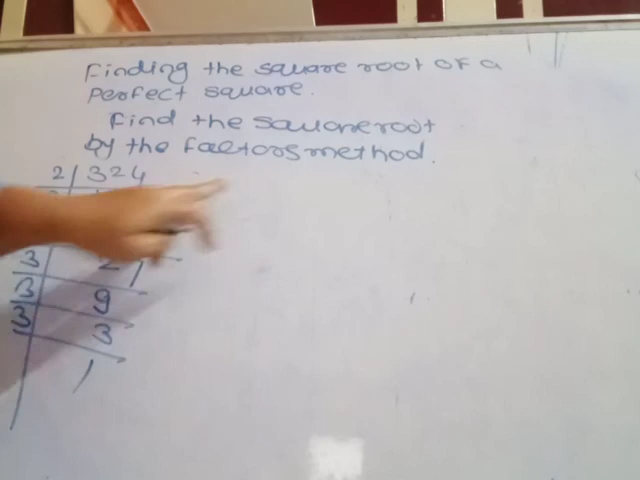 Finding the square root of a
Perfect square.
Find the square root
by the factors method.
2 324
3 27
3 9
3 3
1